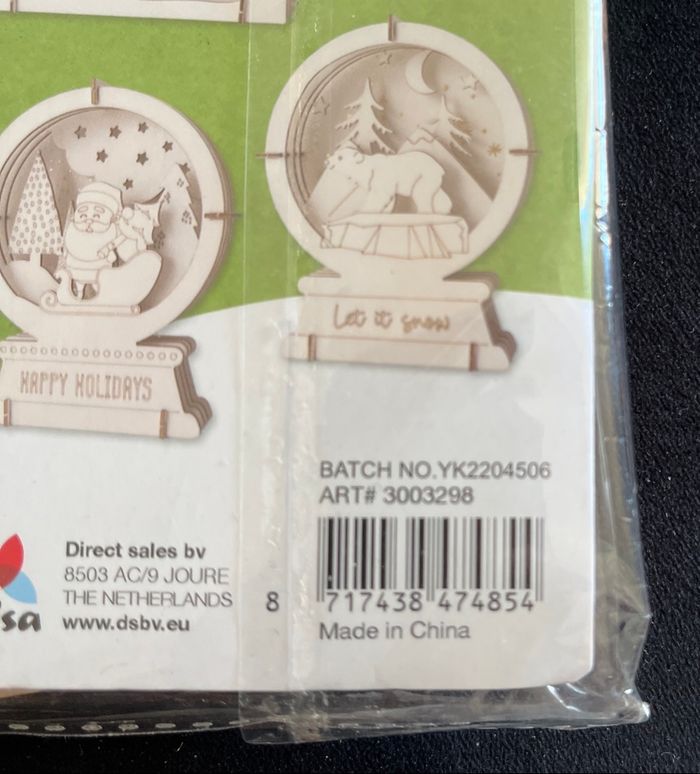 Let it snow
HAPPY HOLIDAYS
BATCH NO.YK2204506
ART# 3003298
Direct sales bv
8503 AC/9 JOURE
THE NETHERLANDS
www.dsbv.eu
8 717438 474854
Made in China